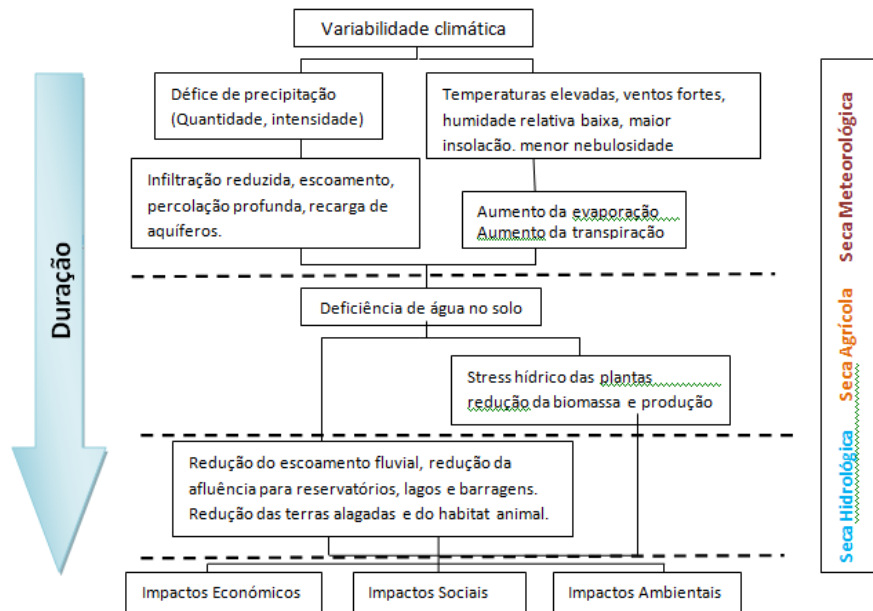 Variabilidade climática
Défice de precipitação
(Quantidade, intensidade)
Temperaturas elevadas, ventos fortes,
humidade relativa baixa, maior
insolacão. menor nebulosidade
Infiltração reduzida, escoamento,
percolação profunda, recarga de
aquíferos.
Aumento da evaporação
Aumento da transpiração
Deficiência de água no solo
Stress hídrico das plantas
redução da biomassa e produção
Redução do escoamento fluvial, redução da
afluência para reservatórios, lagos e barragens.
Redução das terras alagadas e do habitat animal.
Impactos Económicos
Impactos Sociais
Impactos Ambientais
Duração
Seca Meteorológica
Seca Agrícola
Seca Hidrológica